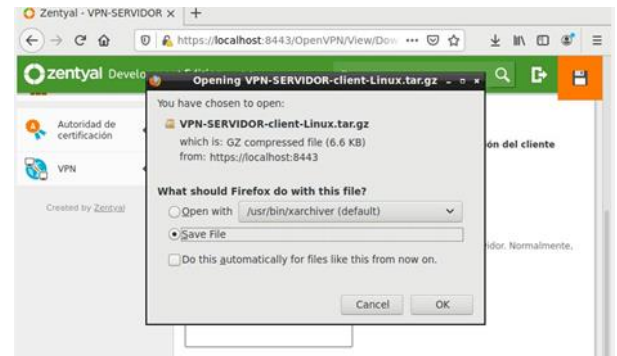 Zentyal - VPN-SERVIDOR
https://localhost:8443/OpenVPN/View/Dow
zentyal Develo
Opening VPN-SERVIDOR-client-Linux.tar.gz
You have chosen to open:
VPN-SERVIDOR-client-Linux.tar.gz
which is: GZ compressed file (6.6 KB)
from: https://localhost:8443
What should Firefox do with this file?
Open with /usr/bin/xarchiver (default)
Save File
Do this automatically for files like this from now on.
Cancel OK
Autoridad de
certificación
VPN
Created by Zentyal
ón del cliente
idor. Normalmente,